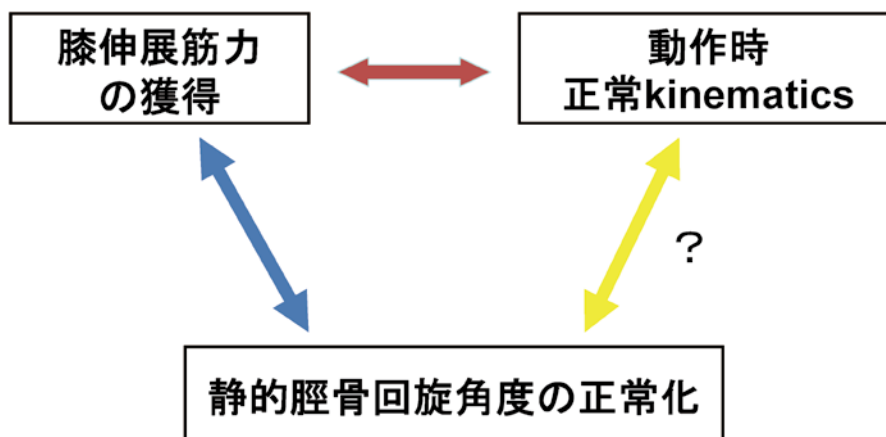 膝伸展筋力
の獲得
動作時
正常kinematics
?
静的脛骨回旋角度の正常化